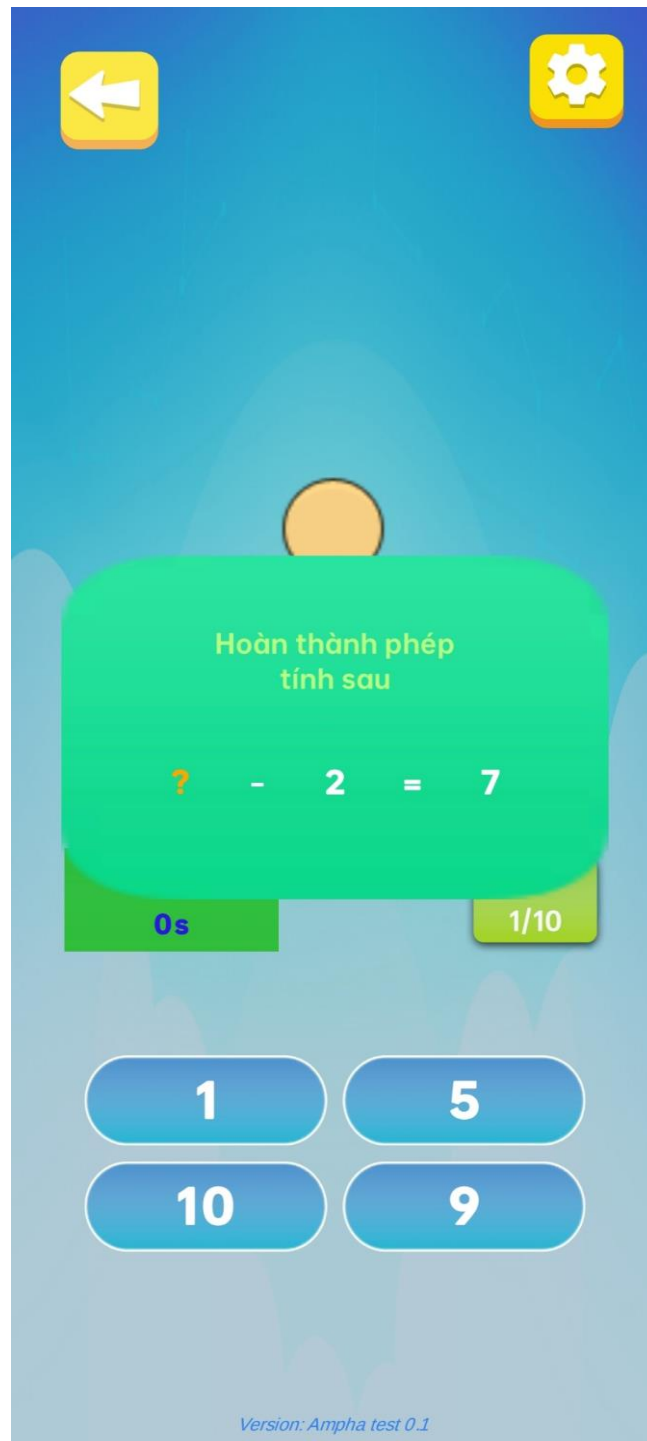 Hoàn thành phép
tính sau
? - 2 = 7
0s
1/10
1
5
10
9
Version: Ampha test 0.1